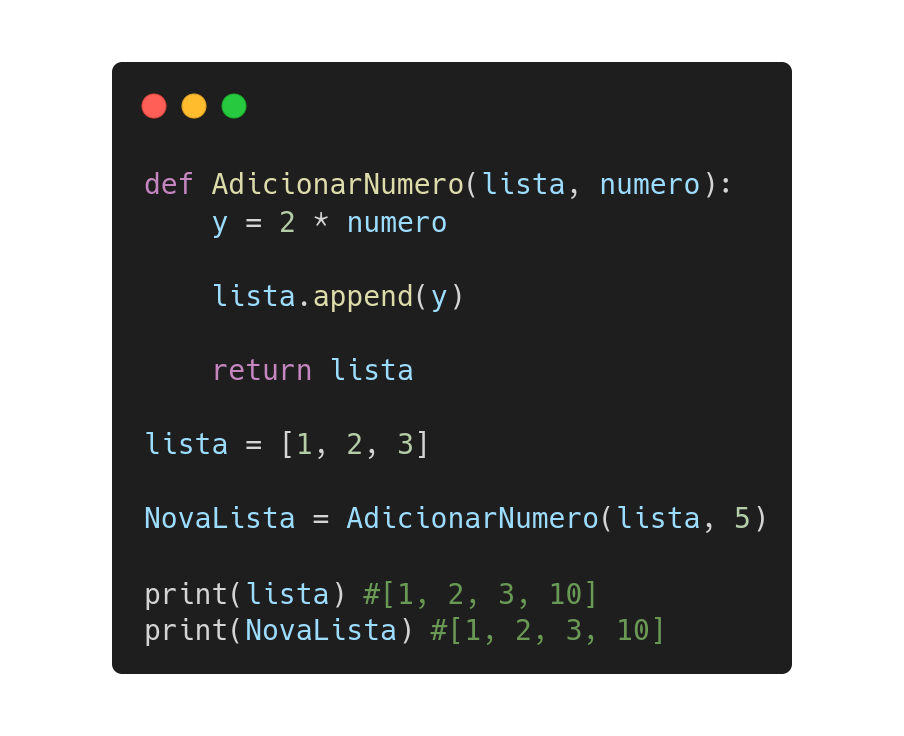 def AdicionarNumero(lista, numero):
    y = 2 * numero
    lista.append(y)
    return lista
lista = [1, 2, 3]
NovaLista = AdicionarNumero(lista, 5)
print(lista) #[1, 2, 3, 10]
print(NovaLista) #[1, 2, 3, 10]